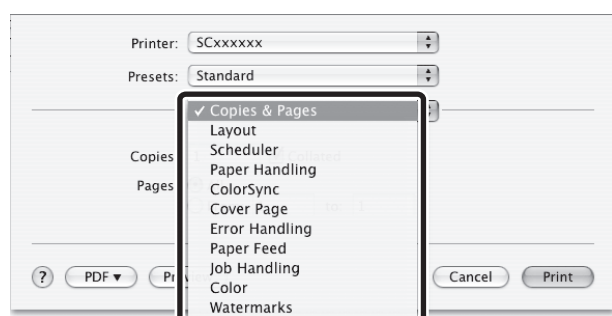 Printer: SCxxxxxx
Presets: Standard
✓ Copies & Pages
Layout
Scheduler
Copies
Paper Handling
Pages
ColorSync
Cover Page
to: 1
Error Handling
Paper Feed
Job Handling
? PDF ▼ Cancel Print
Color
Watermarks